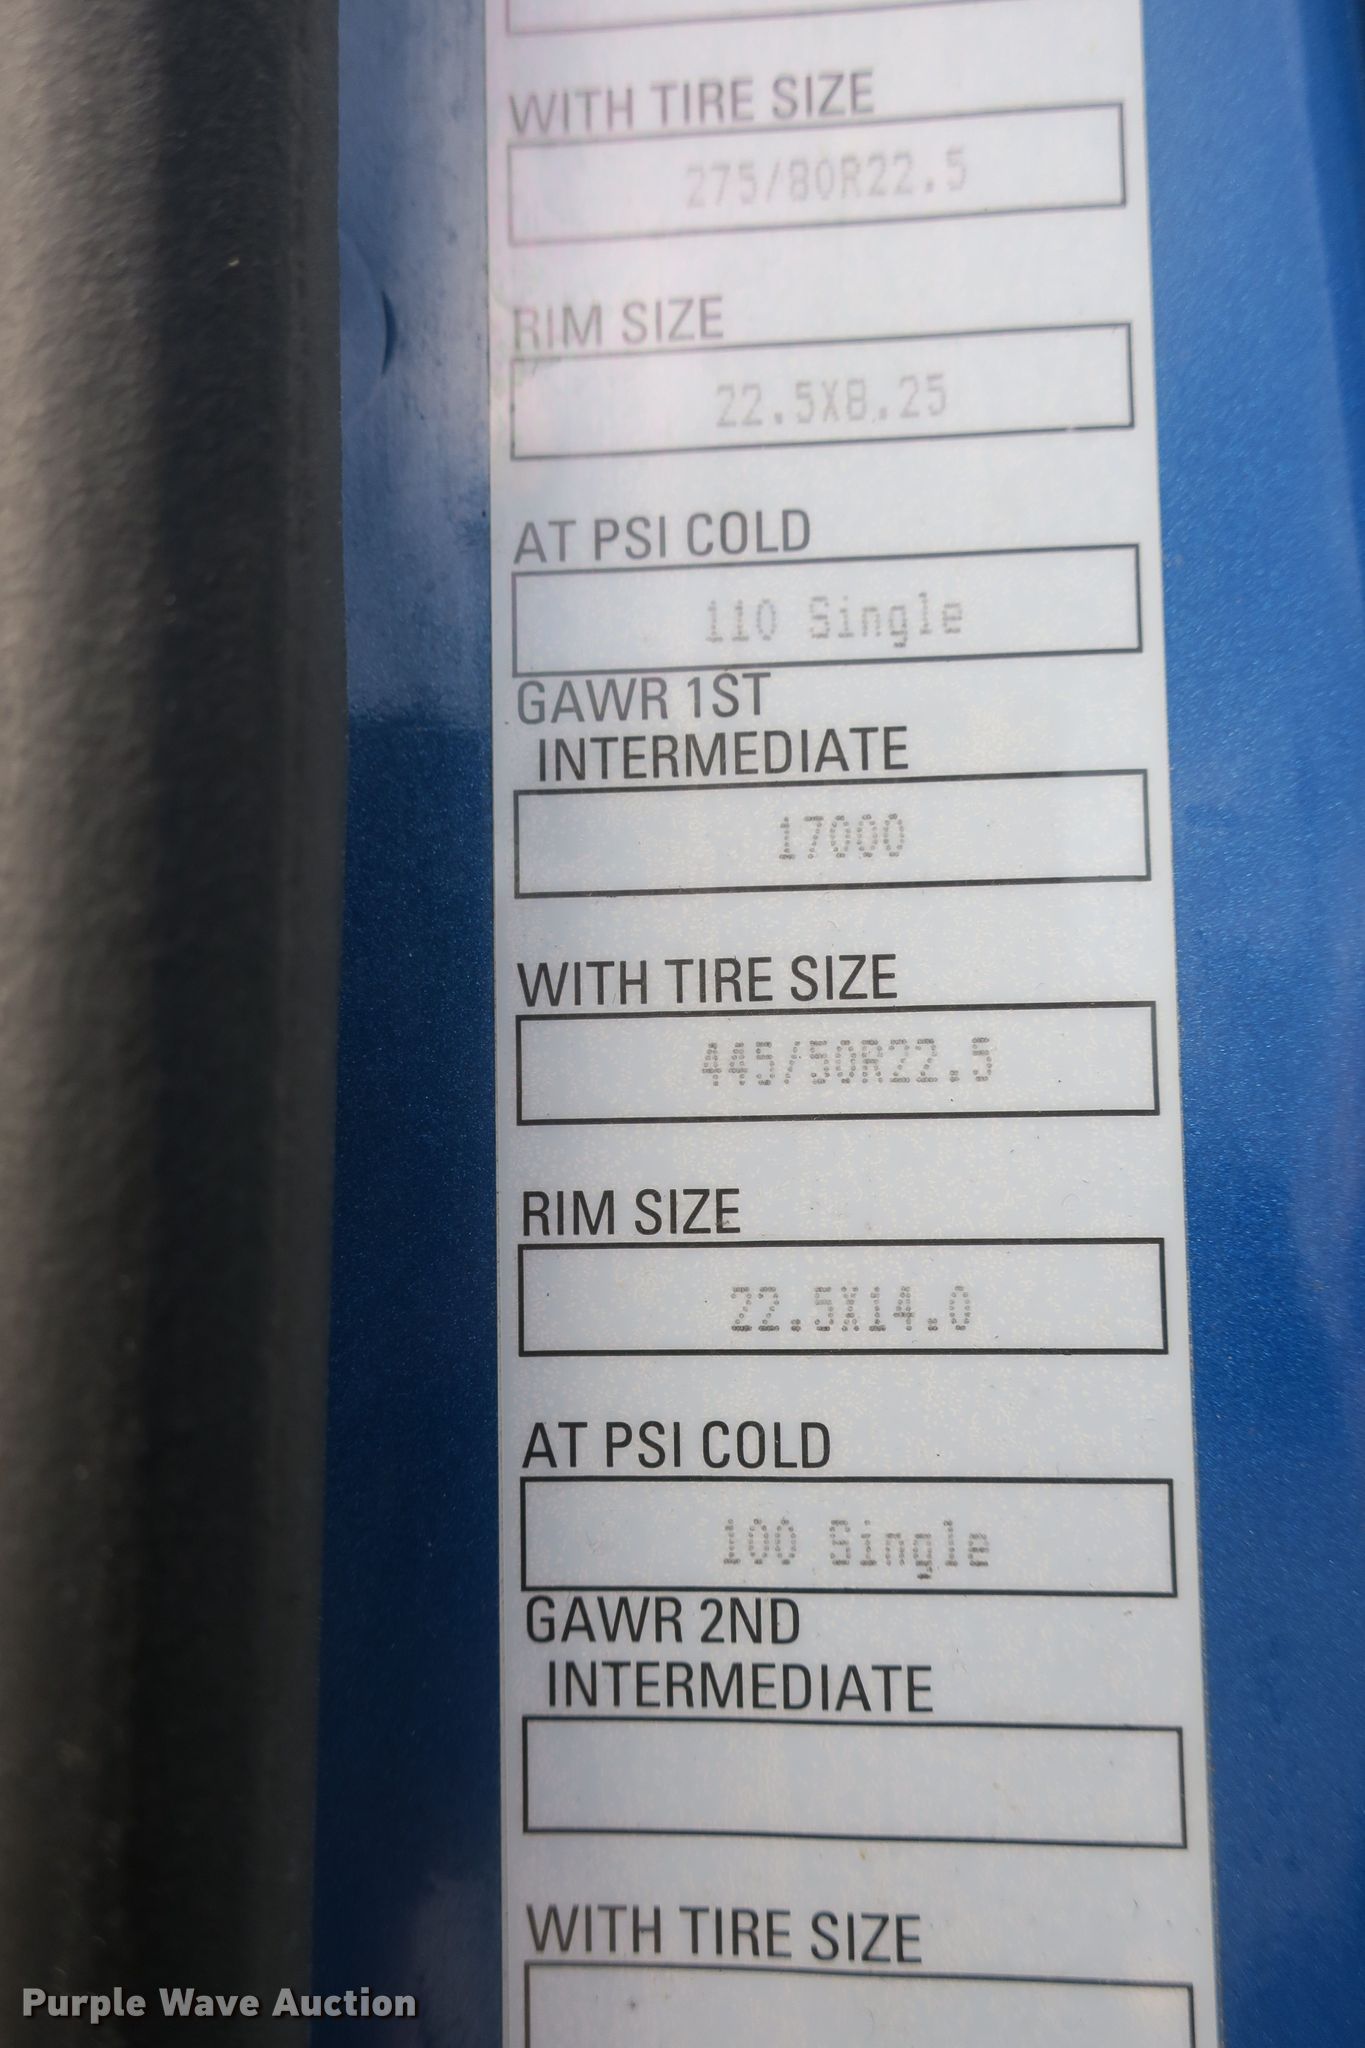 WITH TIRE SIZE
275/80R22.5
RIM SIZE
22.5X8.25
AT PSI COLD
110 Single
GAWR 1ST
INTERMEDIATE
17000
WITH TIRE SIZE
445/50R22.5
RIM SIZE
22.5X14.0
AT PSI COLD
100 Single
GAWR 2ND
INTERMEDIATE
WITH TIRE SIZE
Purple Wave Auction